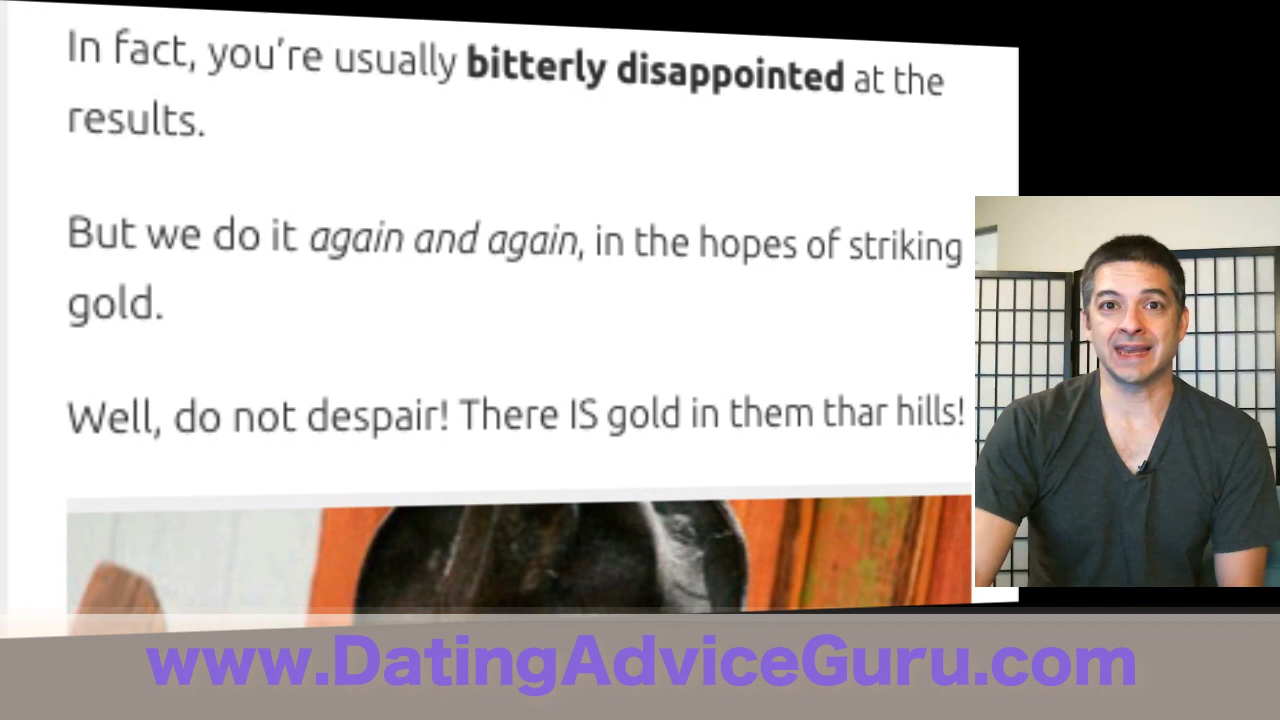 In fact, you’re usually bitterly disappointed at the
results.
But we do it again and again, in the hopes of striking
gold.
Well, do not despair! There IS gold in them thar hills!
www.DatingAdviceGuru.com